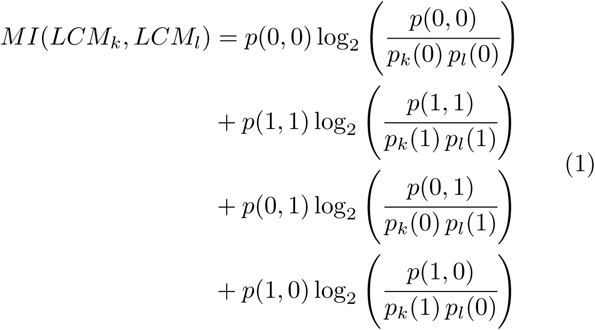 MI(LCM_k, LCM_l) = p(0, 0) log_2 ( p(0, 0) / p_k(0) p_l(0) )
+ p(1, 1) log_2 ( p(1, 1) / p_k(1) p_l(1) )
+ p(0, 1) log_2 ( p(0, 1) / p_k(0) p_l(1) )
+ p(1, 0) log_2 ( p(1, 0) / p_k(1) p_l(0) )
(1)